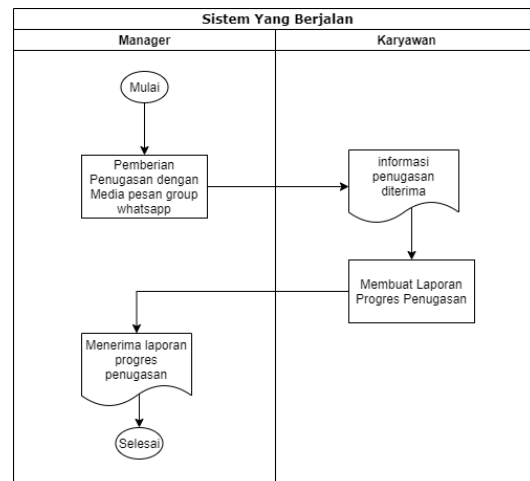 Sistem Yang Berjalan
Manager
Karyawan
Mulai
Pemberian
Penugasan dengan
Media pesan group
whatsapp
informasi
penugasan
diterima
Membuat Laporan
Progres Penugasan
Menerima laporan
progres
penugasan
Selesai